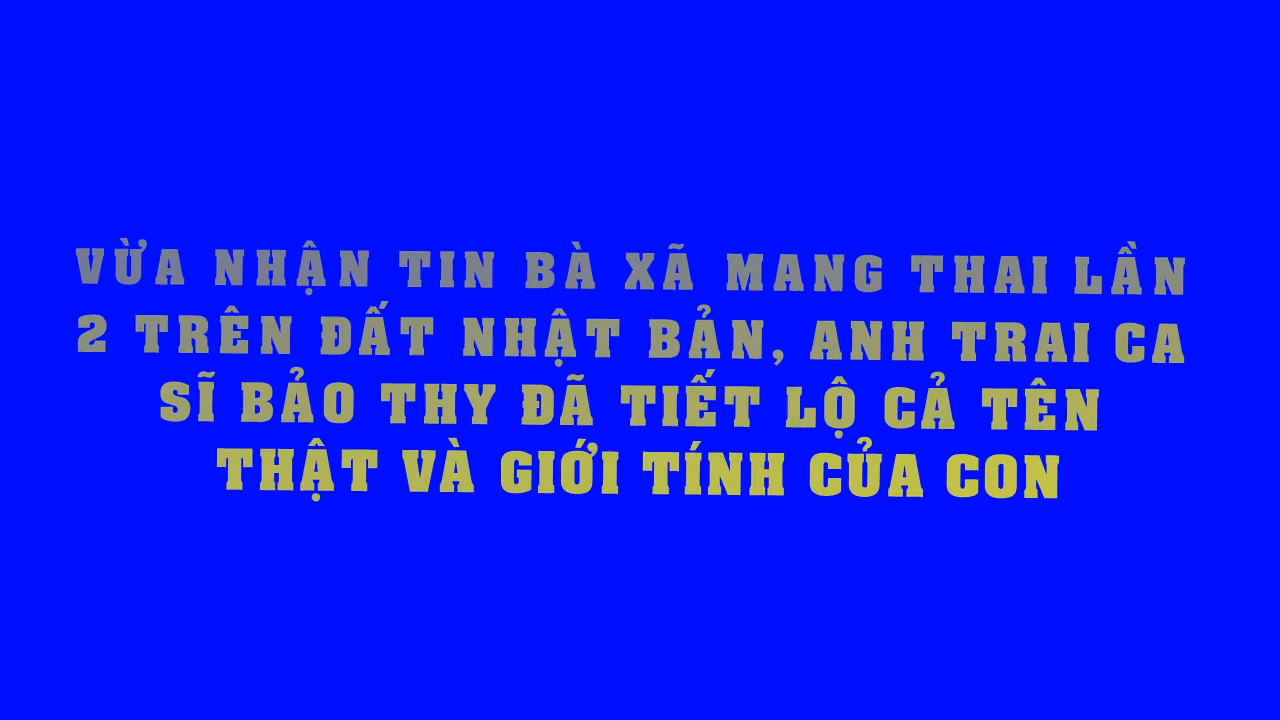 VỪA NHẬN TIN BÀ XÃ MANG THAI LẦN
2 TRÊN ĐẤT NHẬT BẢN, ANH TRAI CA
SĨ BẢO THY ĐÃ TIẾT LỘ CẢ TÊN
THẬT VÀ GIỚI TÍNH CỦA CON